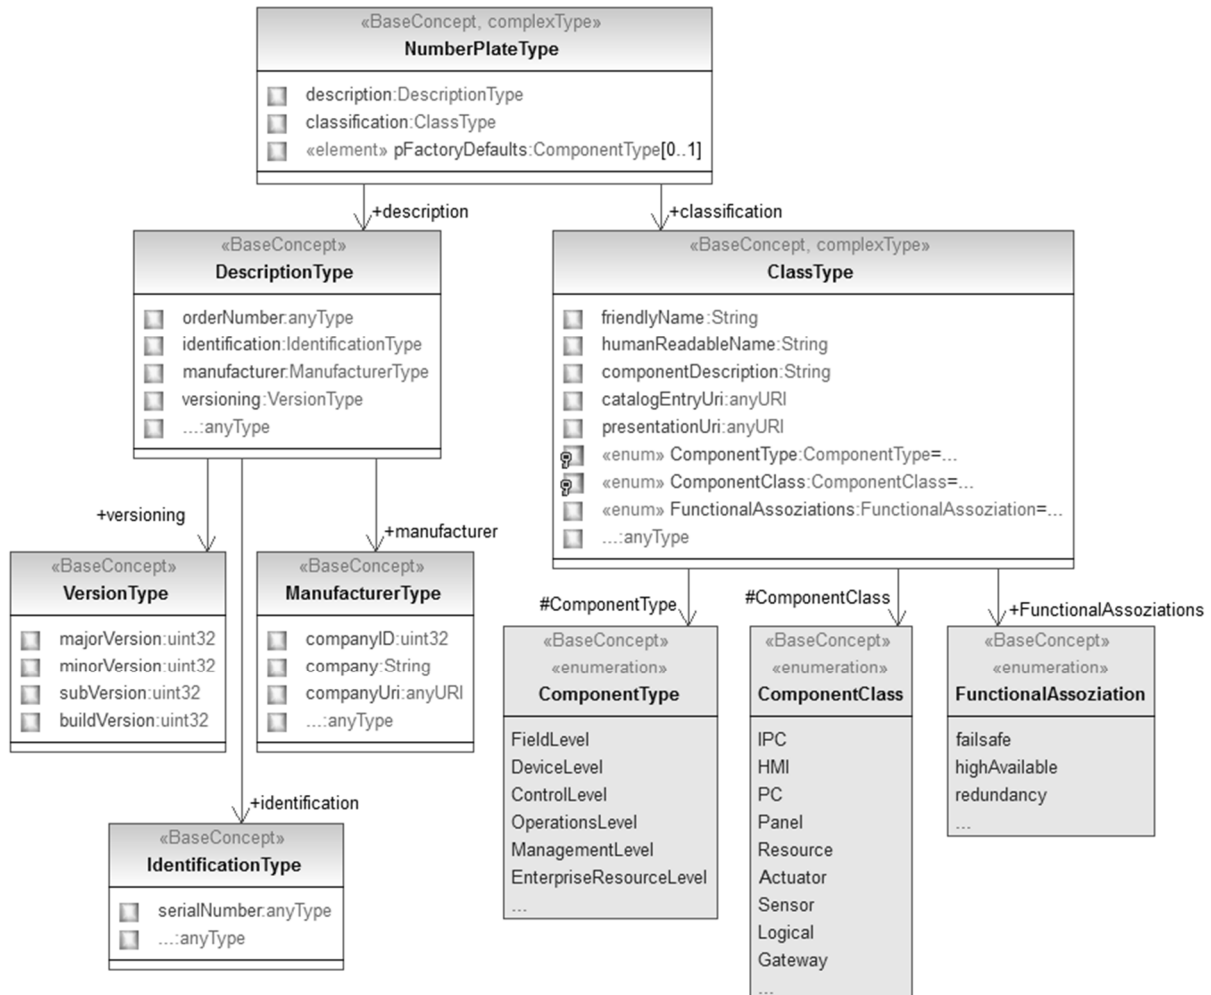 «BaseConcept, complexType»
NumberPlateType
description:DescriptionType
classification:ClassType
«element» pFactoryDefaults:ComponentType[0..1]
+description
+classification
«BaseConcept»
DescriptionType
orderNumber:anyType
identification:IdentificationType
manufacturer:ManufacturerType
versioning:VersionType
...:anyType
«BaseConcept, complexType»
ClassType
friendlyName:String
humanReadableName:String
componentDescription:String
catalogEntryUri:anyURI
presentationUri:anyURI
«enum» ComponentType:ComponentType=...
«enum» ComponentClass:ComponentClass=...
«enum» FunctionalAssoziations:FunctionalAssoziation=...
...:anyType
+versioning
+manufacturer
«BaseConcept»
VersionType
majorVersion:uint32
minorVersion:uint32
subVersion:uint32
buildVersion:uint32
«BaseConcept»
ManufacturerType
companyID:uint32
company:String
companyUri:anyURI
...:anyType
+identification
«BaseConcept»
IdentificationType
serialNumber:anyType
...:anyType
#ComponentType
#ComponentClass
+FunctionalAssoziations
«BaseConcept»
«enumeration»
ComponentType
FieldLevel
DeviceLevel
ControlLevel
OperationsLevel
ManagementLevel
EnterpriseResourceLevel
...
«BaseConcept»
«enumeration»
ComponentClass
IPC
HMI
PC
Panel
Resource
Actuator
Sensor
Logical
Gateway
...
«BaseConcept»
«enumeration»
FunctionalAssoziation
failsafe
highAvailable
redundancy
...